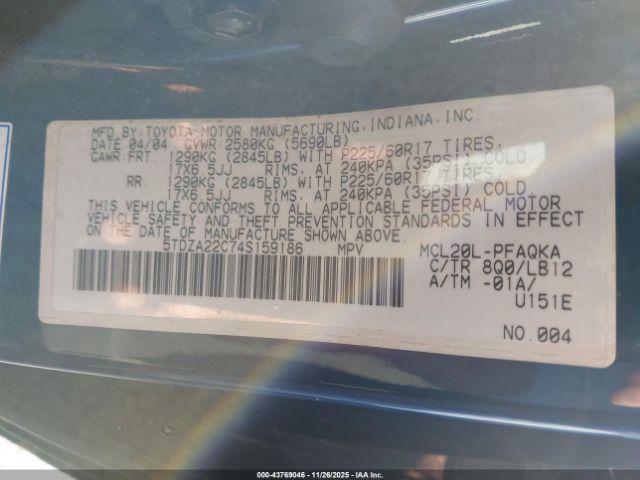 MFD.BY:TOYOTA MOTOR MANUFACTURING.INDIANA.INC.
DATE 04/04 GVWR:2580KG (5690LB)
GAWR:FRT. 1290KG (2845LB) WITH P225/60R17 TIRES,
17X6.5JJ RIMS, AT 240KPA (35PSI) COLD.
RR. 1290KG (2845LB) WITH P225/60R17 TIRES,
17X6.5JJ RIMS, AT 240KPA (35PSI) COLD
THIS VEHICLE CONFORMS TO ALL APPLICABLE FEDERAL MOTOR
VEHICLE SAFETY AND THEFT PREVENTION STANDARDS IN EFFECT
ON THE DATE OF MANUFACTURE SHOWN ABOVE.
5TDZA22C74S159186 MPV MCL20L-PFAQKA
C/TR 8Q0/LB12
A/TM -01A/
U151E
NO.004
000-43769046 — 11/26/2025 — IAA Inc.